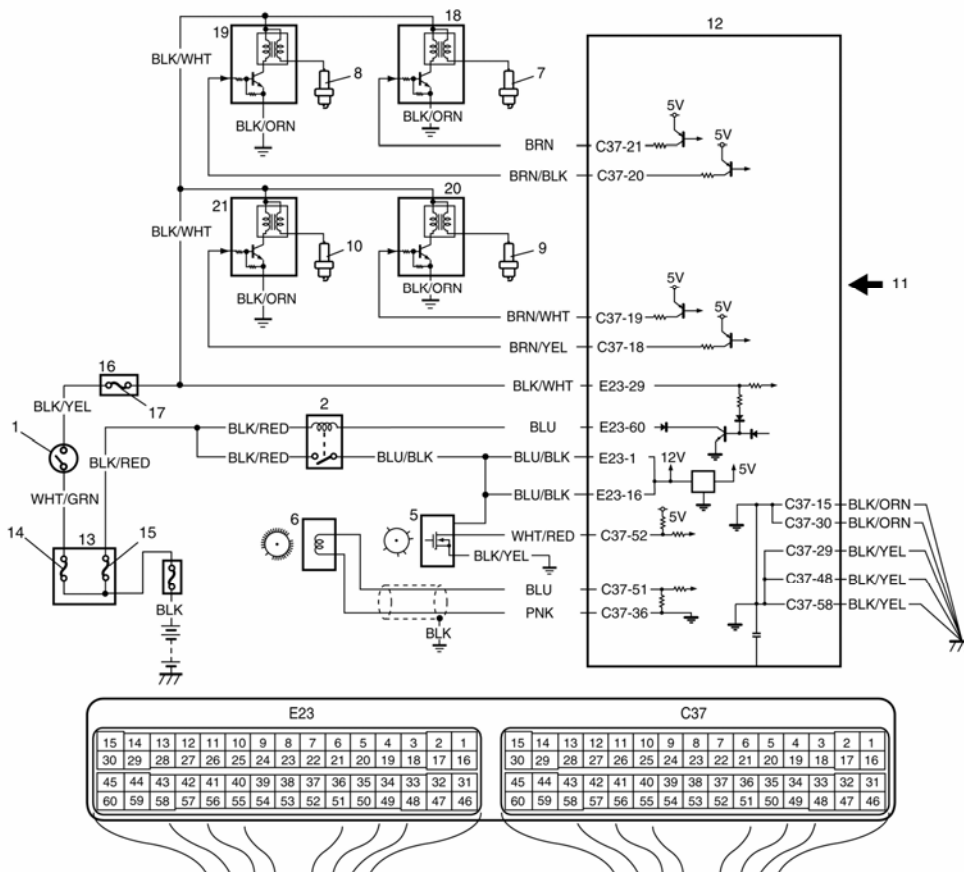 19
18
12
BLK/WHT
8
7
5V
5V
BLK/ORN
BLK/ORN
BRN
C37-21
BRN/BLK
C37-20
21
20
BLK/WHT
10
9
11
5V
5V
BLK/ORN
BLK/ORN
BRN/WHT
C37-19
BRN/YEL
C37-18
16
BLK/WHT
E23-29
17
BLK/YEL
2
1
BLK/RED
BLU
E23-60
BLK/RED
BLK/RED
BLU/BLK
BLU/BLK
E23-1
12V
5V
WHT/GRN
BLU/BLK
E23-16
C37-15
BLK/ORN
6
5
5V
C37-30
BLK/ORN
14
13
15
WHT/RED
C37-52
C37-29
BLK/YEL
BLK/YEL
C37-48
BLK/YEL
BLU
C37-51
C37-58
BLK/YEL
BLK
PNK
C37-36
BLK
E23
C37
15 14 13 12 11 10 9 8 7 6 5 4 3 2 1
15 14 13 12 11 10 9 8 7 6 5 4 3 2 1
30 29 28 27 26 25 24 23 22 21 20 19 18 17 16
30 29 28 27 26 25 24 23 22 21 20 19 18 17 16
45 44 43 42 41 40 39 38 37 36 35 34 33 32 31
45 44 43 42 41 40 39 38 37 36 35 34 33 32 31
60 59 58 57 56 55 54 53 52 51 50 49 48 47 46
60 59 58 57 56 55 54 53 52 51 50 49 48 47 46